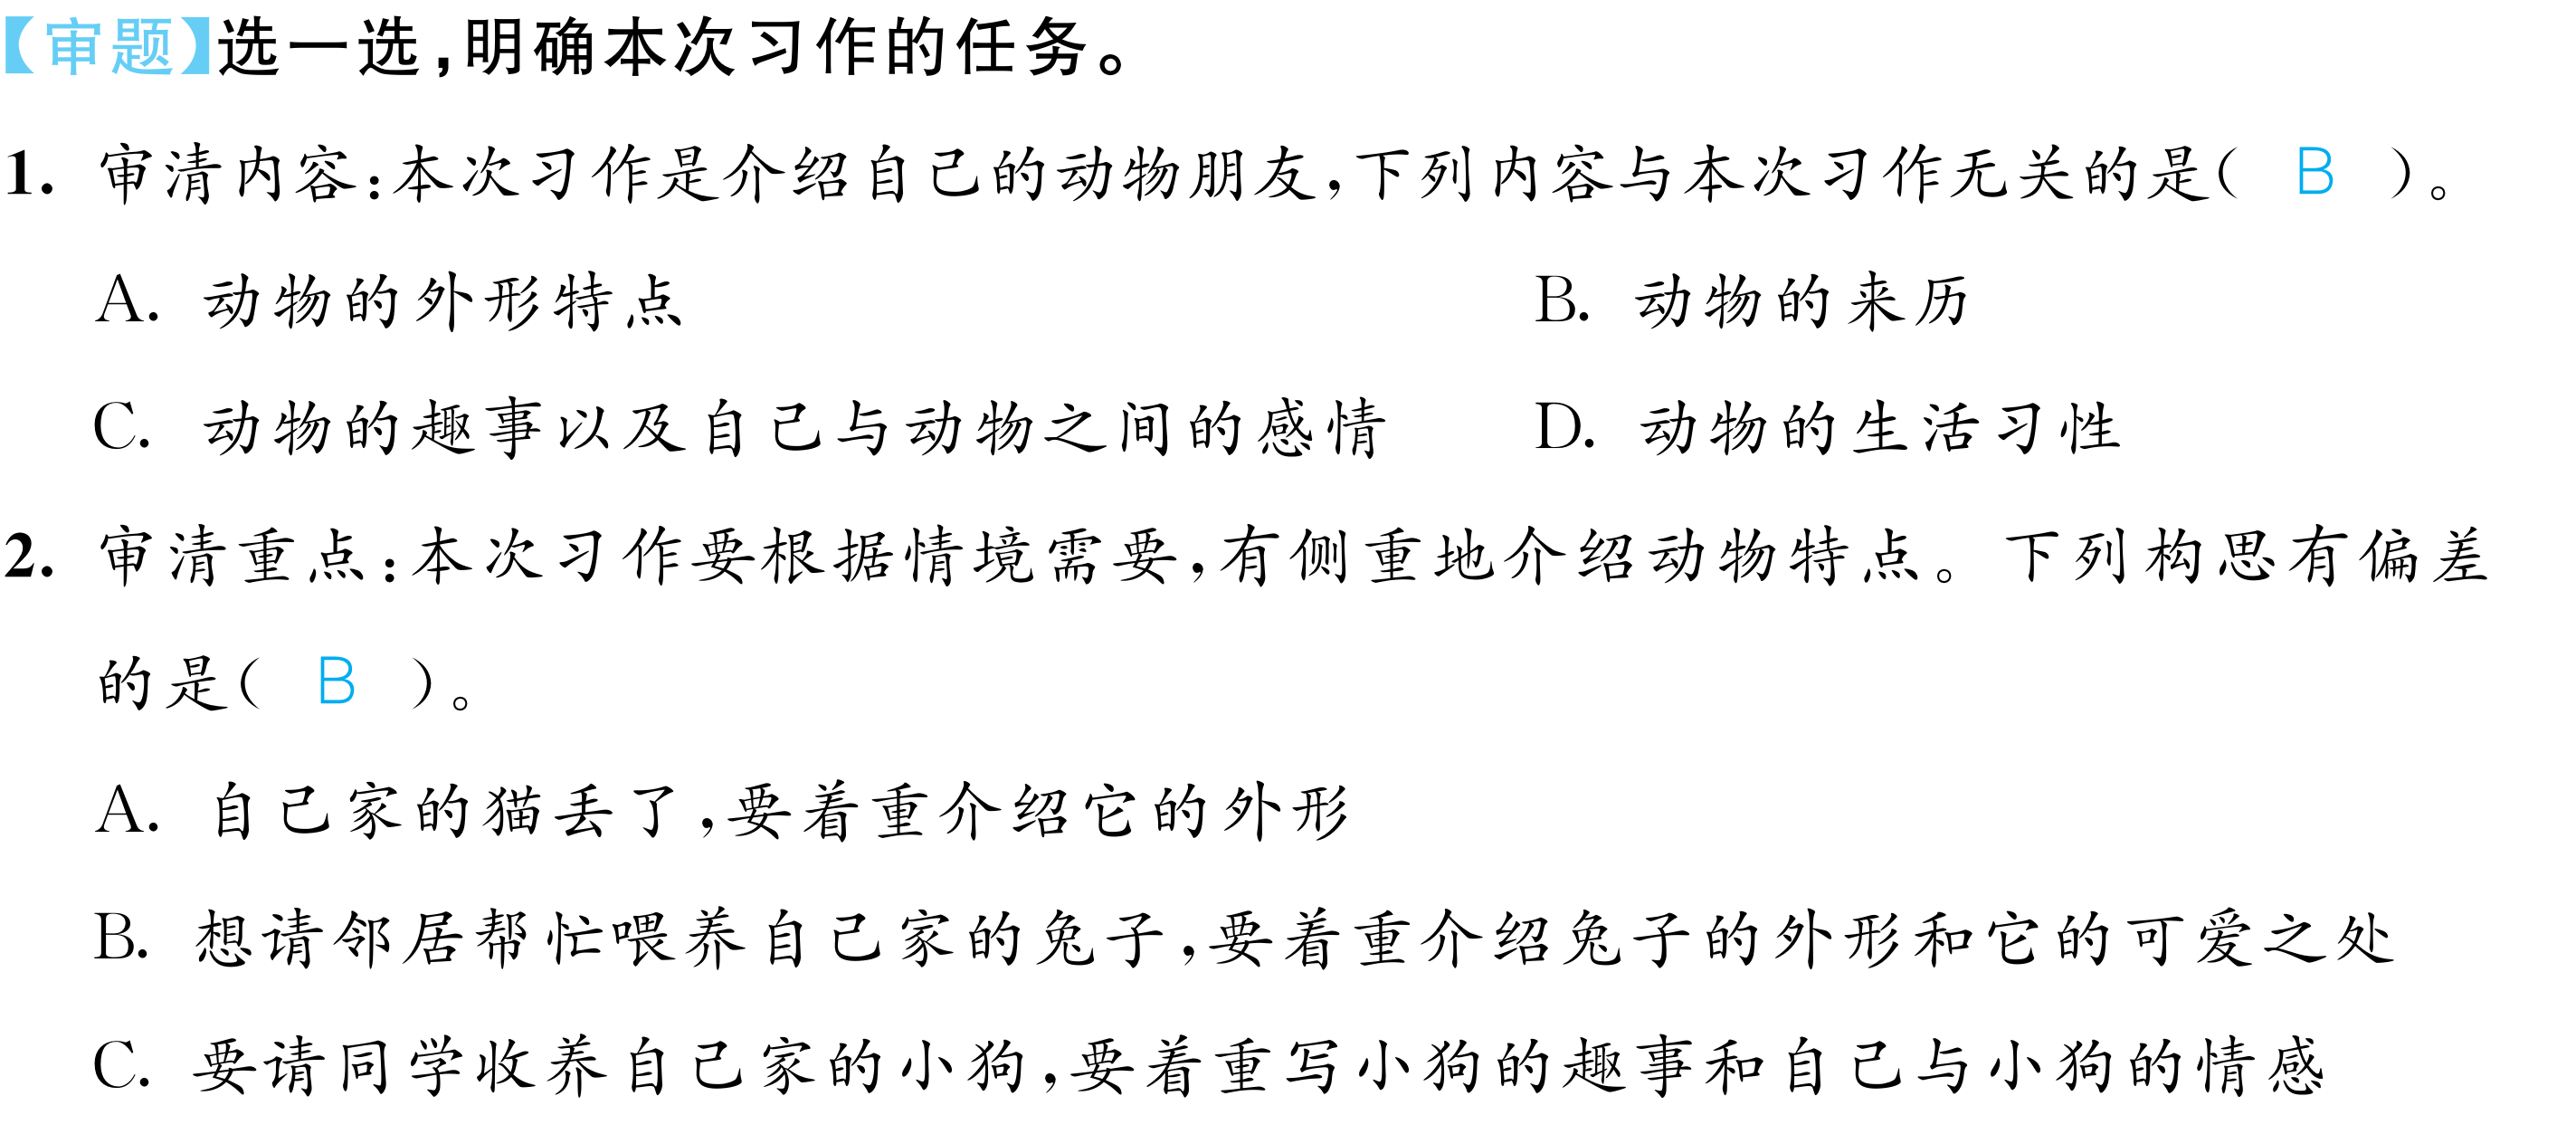 【审题】选一选,明确本次习作的任务。
1. 审清内容:本次习作是介绍自己的动物朋友,下列内容与本次习作无关的是( B )。
A. 动物的外形特点 B. 动物的来历
C. 动物的趣事以及自己与动物之间的感情 D. 动物的生活习性
2. 审清重点:本次习作要根据情境需要,有侧重地介绍动物特点。下列构思有偏差
的是( B )。
A. 自己家的猫丢了,要着重介绍它的外形
B. 想请邻居帮忙喂养自己家的兔子,要着重介绍兔子的外形和它的可爱之处
C. 要请同学收养自己家的小狗,要着重写小狗的趣事和自己与小狗的情感